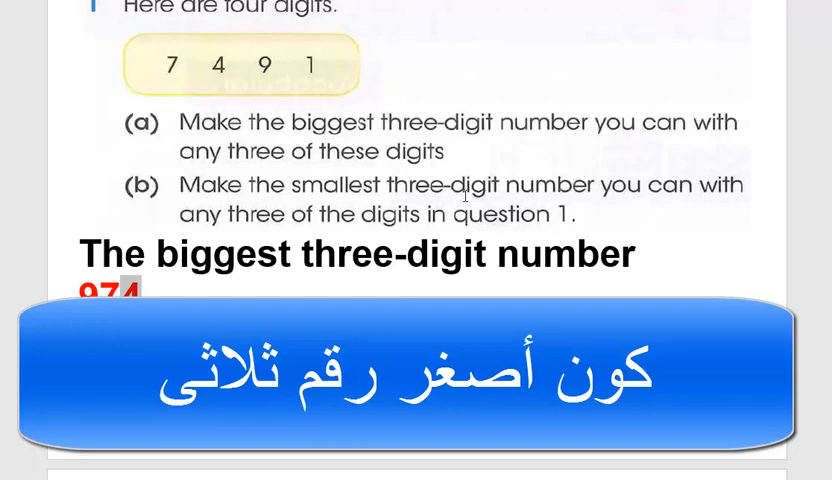 1 Here are four digits.
7 4 9 1
(a) Make the biggest three-digit number you can with
any three of these digits
(b) Make the smallest three-digit number you can with
any three of the digits in question 1.
The biggest three-digit number
974
كون أصغر رقم ثلاثى